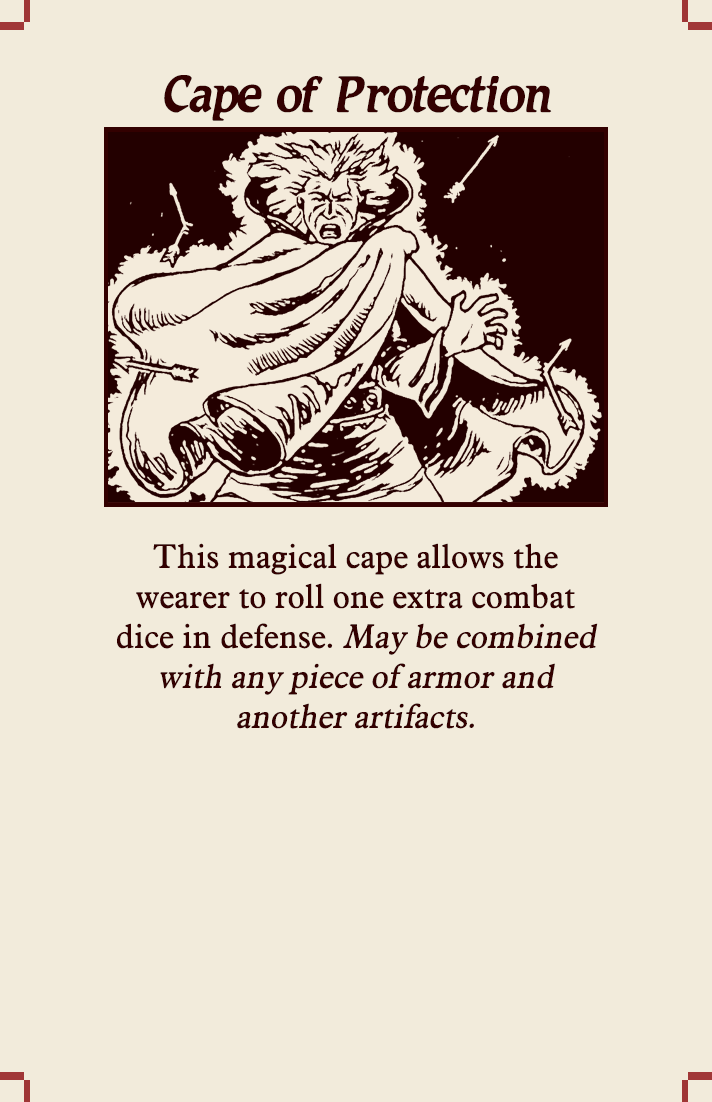 Cape of Protection
This magical cape allows the
wearer to roll one extra combat
dice in defense. May be combined
with any piece of armor and
another artifacts.